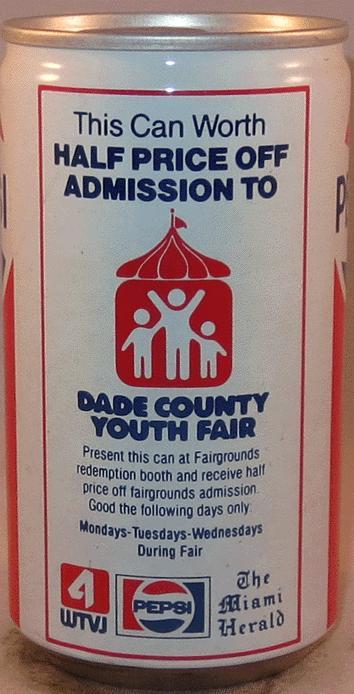 This Can Worth
HALF PRICE OFF
ADMISSION TO
DADE COUNTY
YOUTH FAIR
Present this can at Fairgrounds
redemption booth and receive half
price off fairgrounds admission.
Good the following days only:
Mondays-Tuesdays-Wednesdays
During Fair
4
WTVJ
PEPSI
The
Miami
Herald